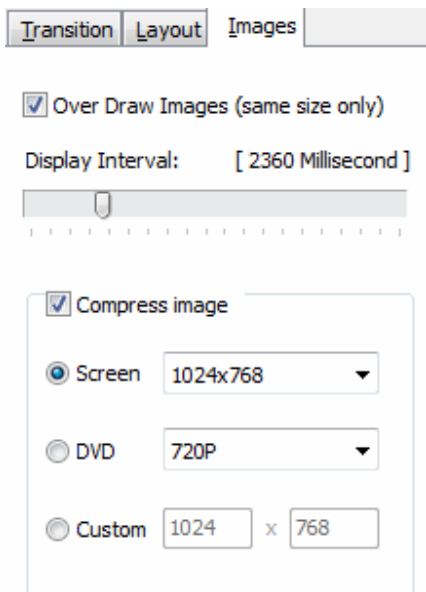 Transition Layout Images
Over Draw Images (same size only)
Display Interval: [ 2360 Millisecond ]
Compress image
Screen 1024x768
DVD 720P
Custom 1024 x 768